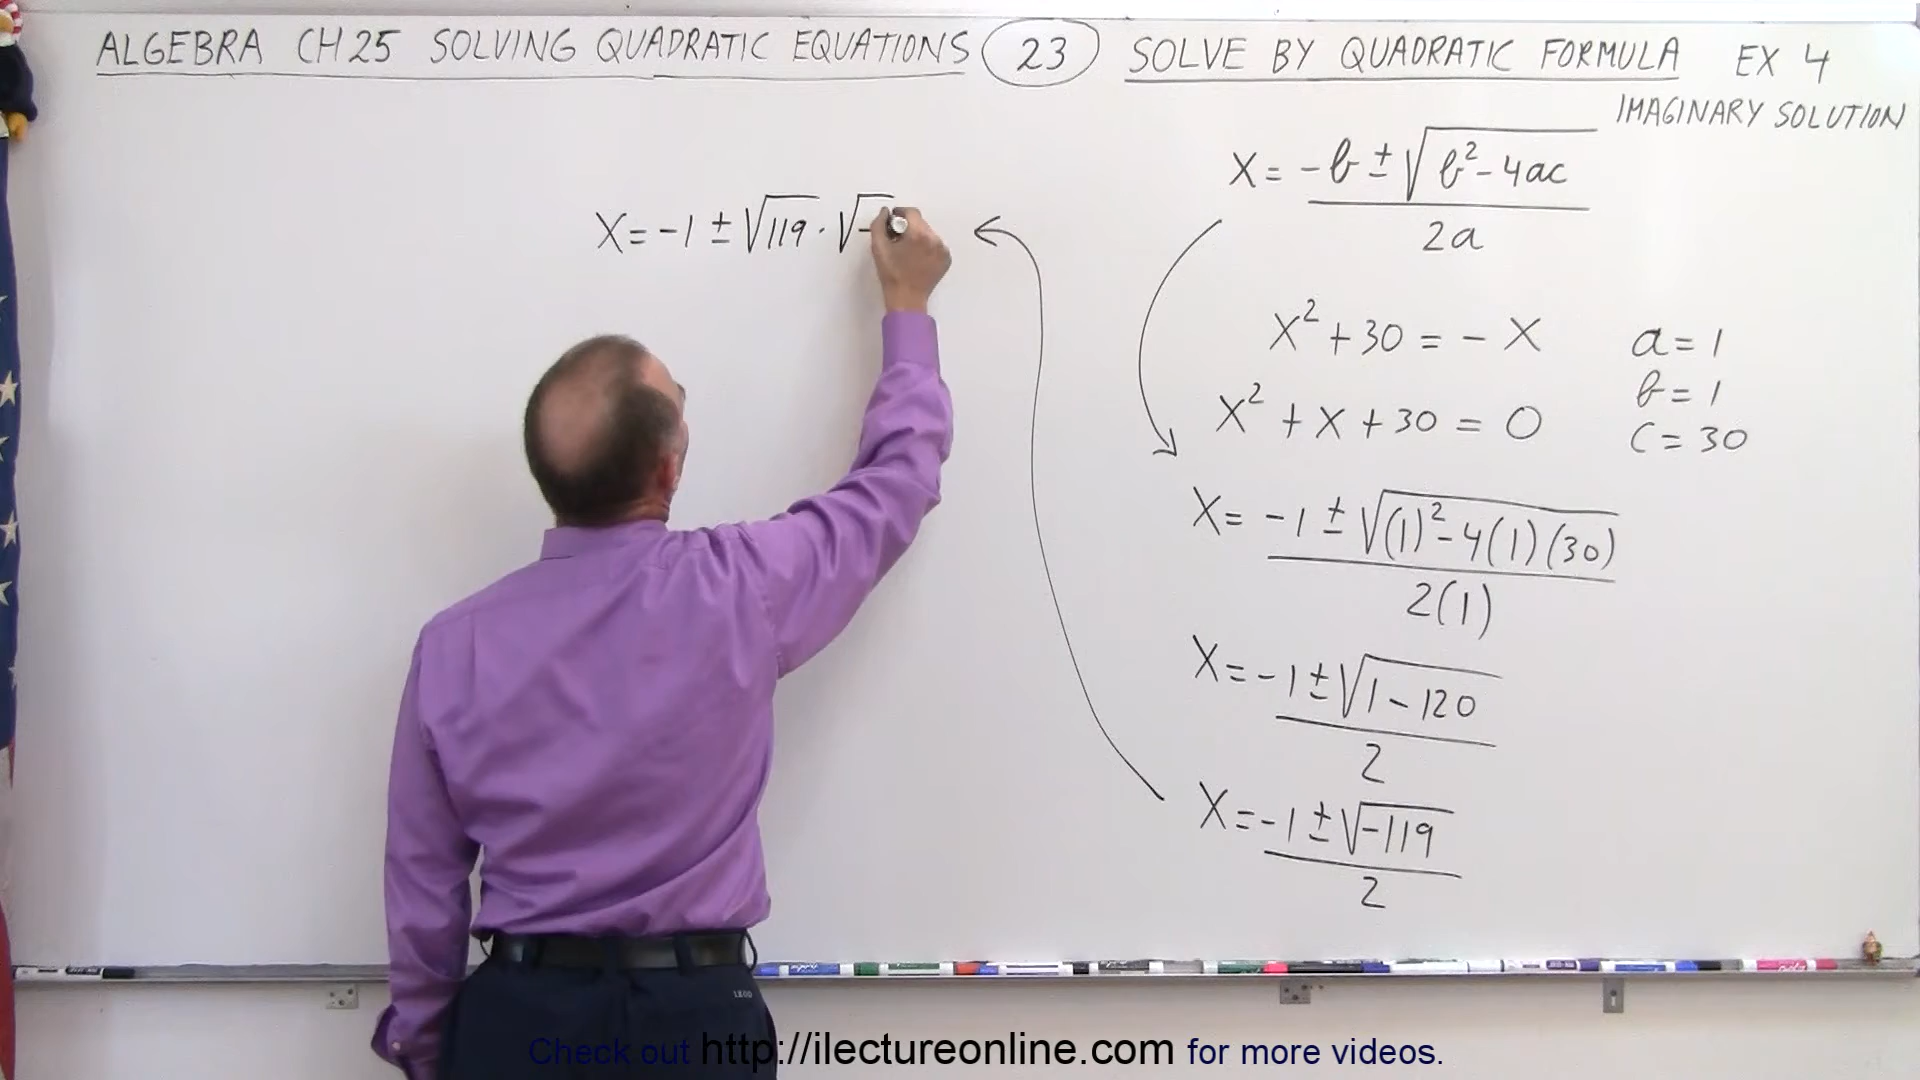 ALGEBRA CH 25 SOLVING QUADRATIC EQUATIONS 23 SOLVE BY QUADRATIC FORMULA EX 4
IMAGINARY SOLUTION
X = -b ± √(b² - 4ac) / 2a
X² + 30 = - X
X² + X + 30 = 0
a = 1
b = 1
c = 30
X = -1 ± √((1)² - 4(1)(30)) / 2(1)
X = -1 ± √(1 - 120) / 2
X = -1 ± √(-119) / 2
X = -1 ± √119 · √-
Check out http://ilectureonline.com for more videos.